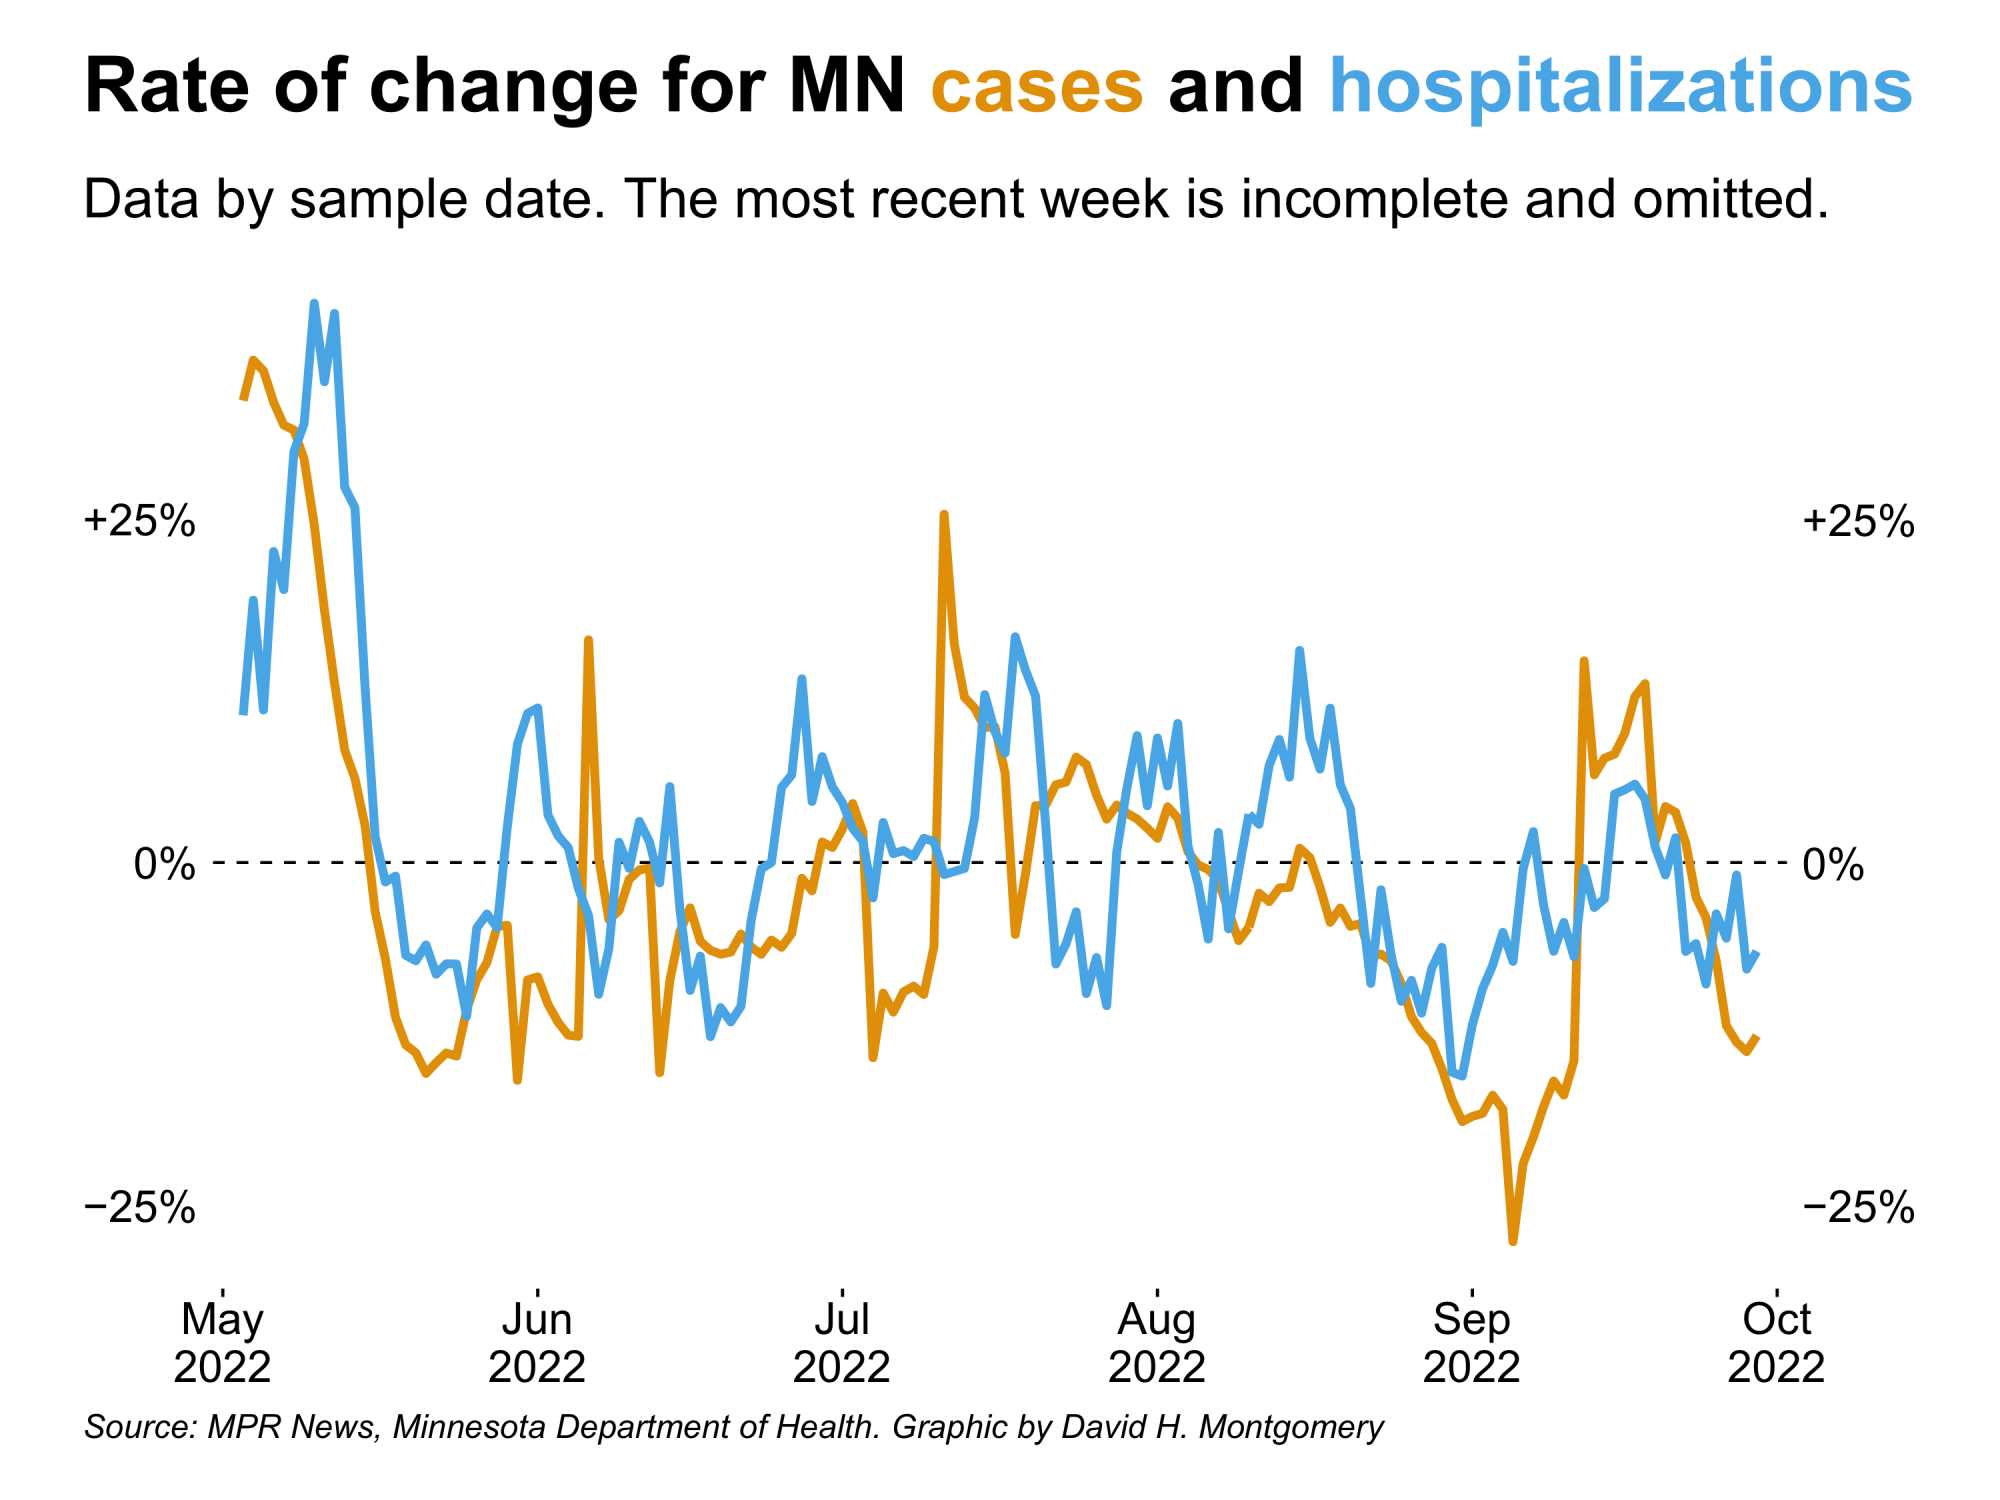 Rate of change for MN cases and hospitalizations
Data by sample date. The most recent week is incomplete and omitted.
+25% +25%
0% 0%
−25% −25%
May Jun Jul Aug Sep Oct
2022 2022 2022 2022 2022 2022
Source: MPR News, Minnesota Department of Health. Graphic by David H. Montgomery